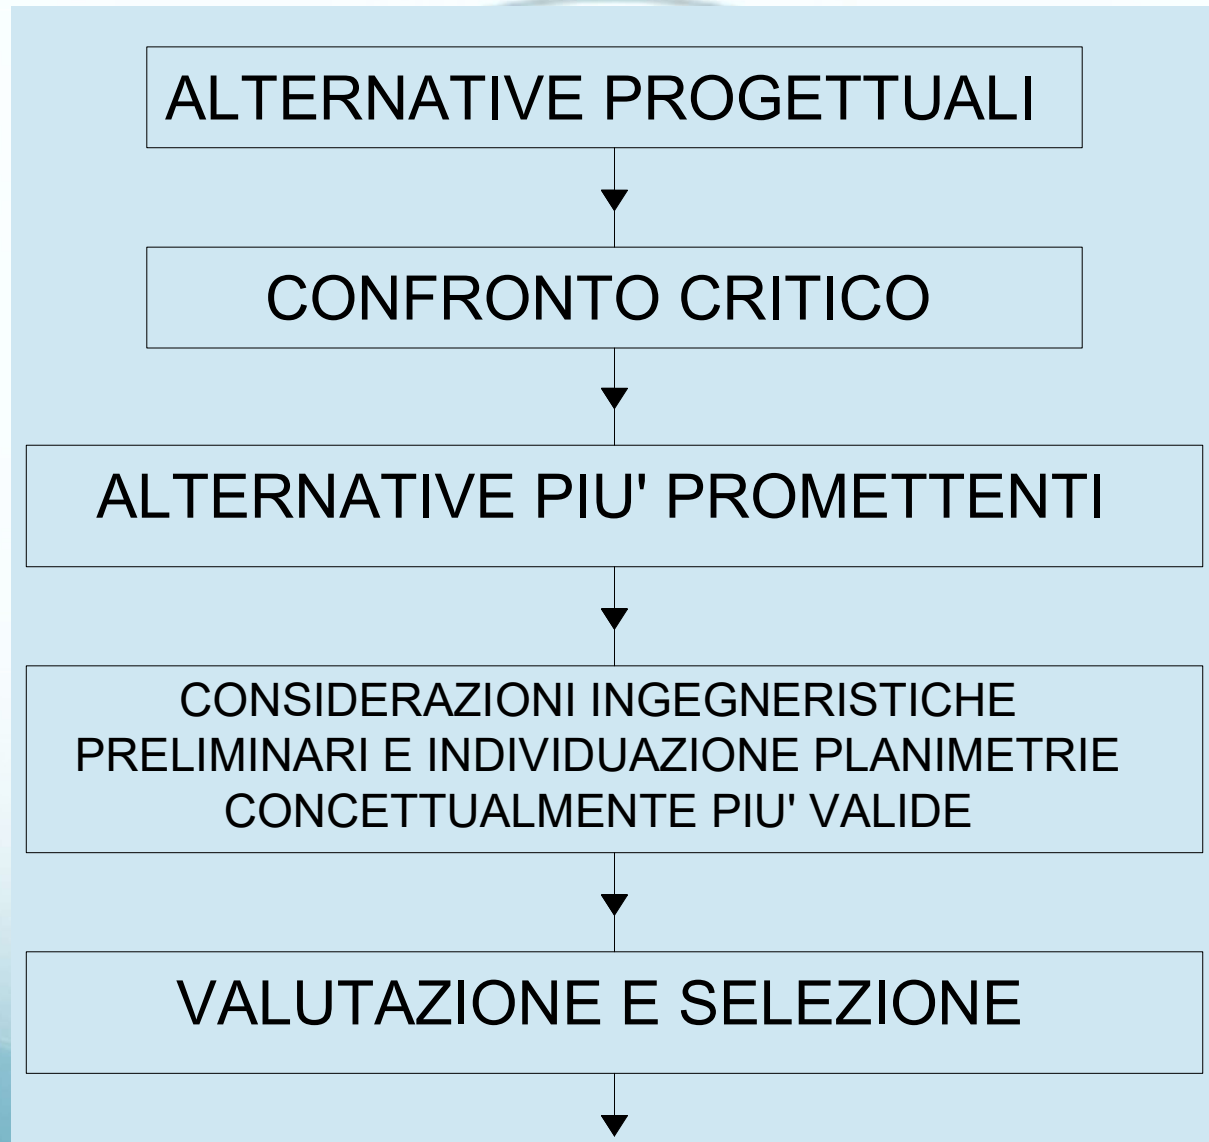 ALTERNATIVE PROGETTUALI
CONFRONTO CRITICO
ALTERNATIVE PIU' PROMETTENTI
CONSIDERAZIONI INGEGNERISTICHE
PRELIMINARI E INDIVIDUAZIONE PLANIMETRIE
CONCETTUALMENTE PIU' VALIDE
VALUTAZIONE E SELEZIONE